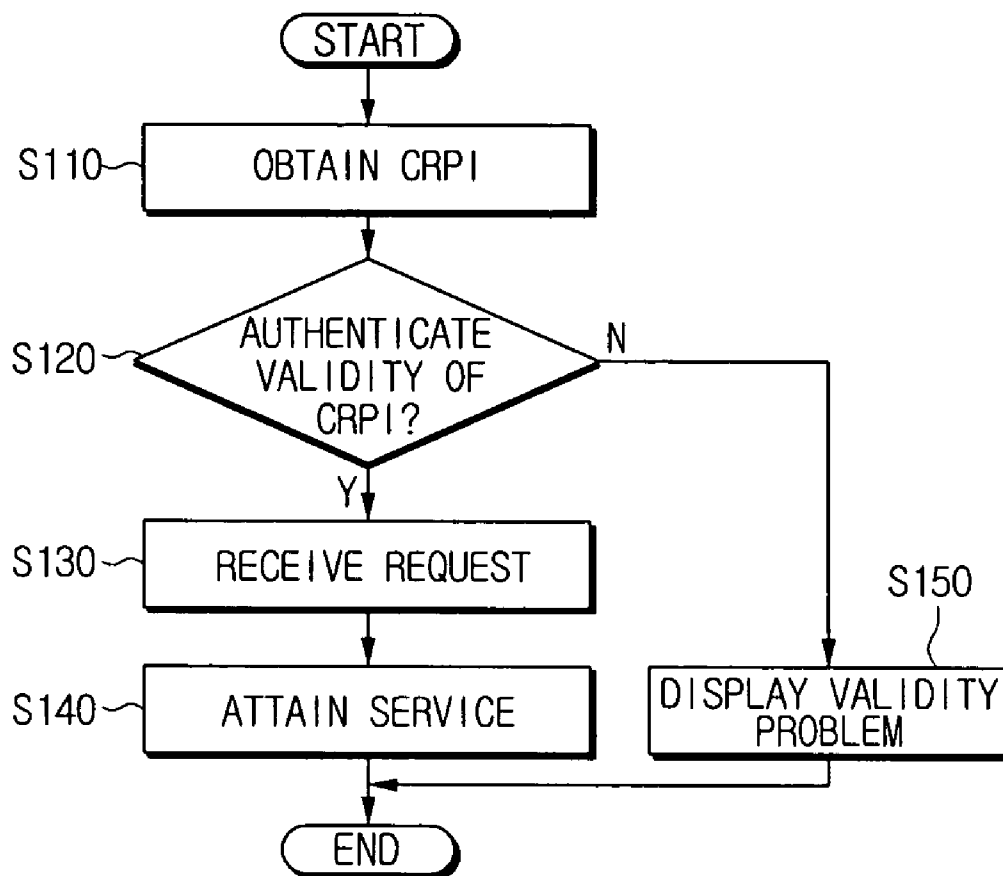 START
S110
OBTAIN CRPI
S120
AUTHENTICATE
VALIDITY OF
CRPI?
N
Y
S130
RECEIVE REQUEST
S150
S140
ATTAIN SERVICE
DISPLAY VALIDITY
PROBLEM
END